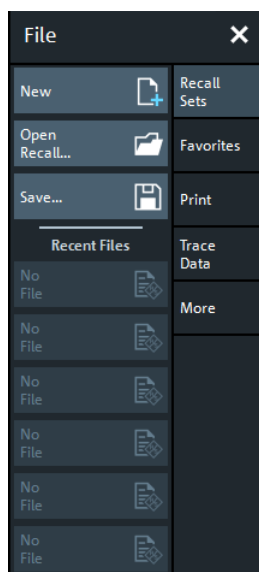 File
New
Open
Recall...
Save...
Recent Files
No
File
No
File
No
File
No
File
No
File
No
File
Recall
Sets
Favorites
Print
Trace
Data
More